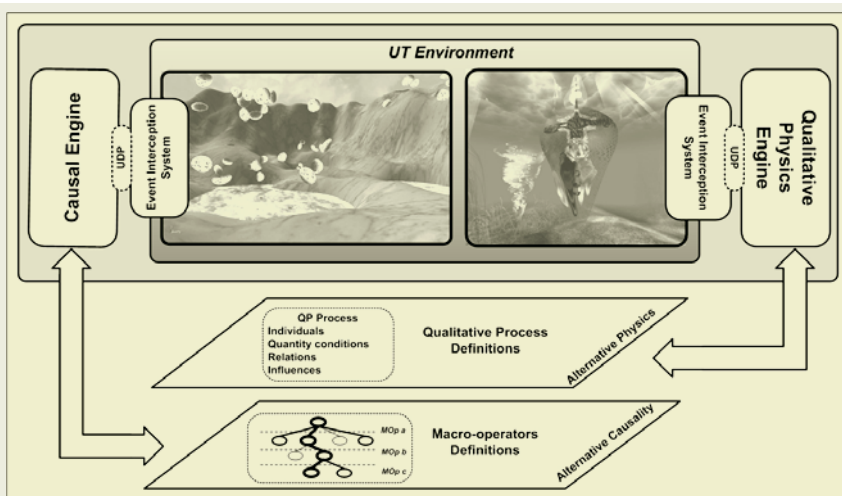 UT Environment
Causal Engine
UDP
Event Interception
System
Event Interception
System
UDP
Qualitative
Physics
Engine
QP Process
Individuals
Quantity conditions
Relations
Influences
Qualitative Process
Definitions
Alternative Physics
MOp a
MOp b
MOp c
Macro-operators
Definitions
Alternative Causality